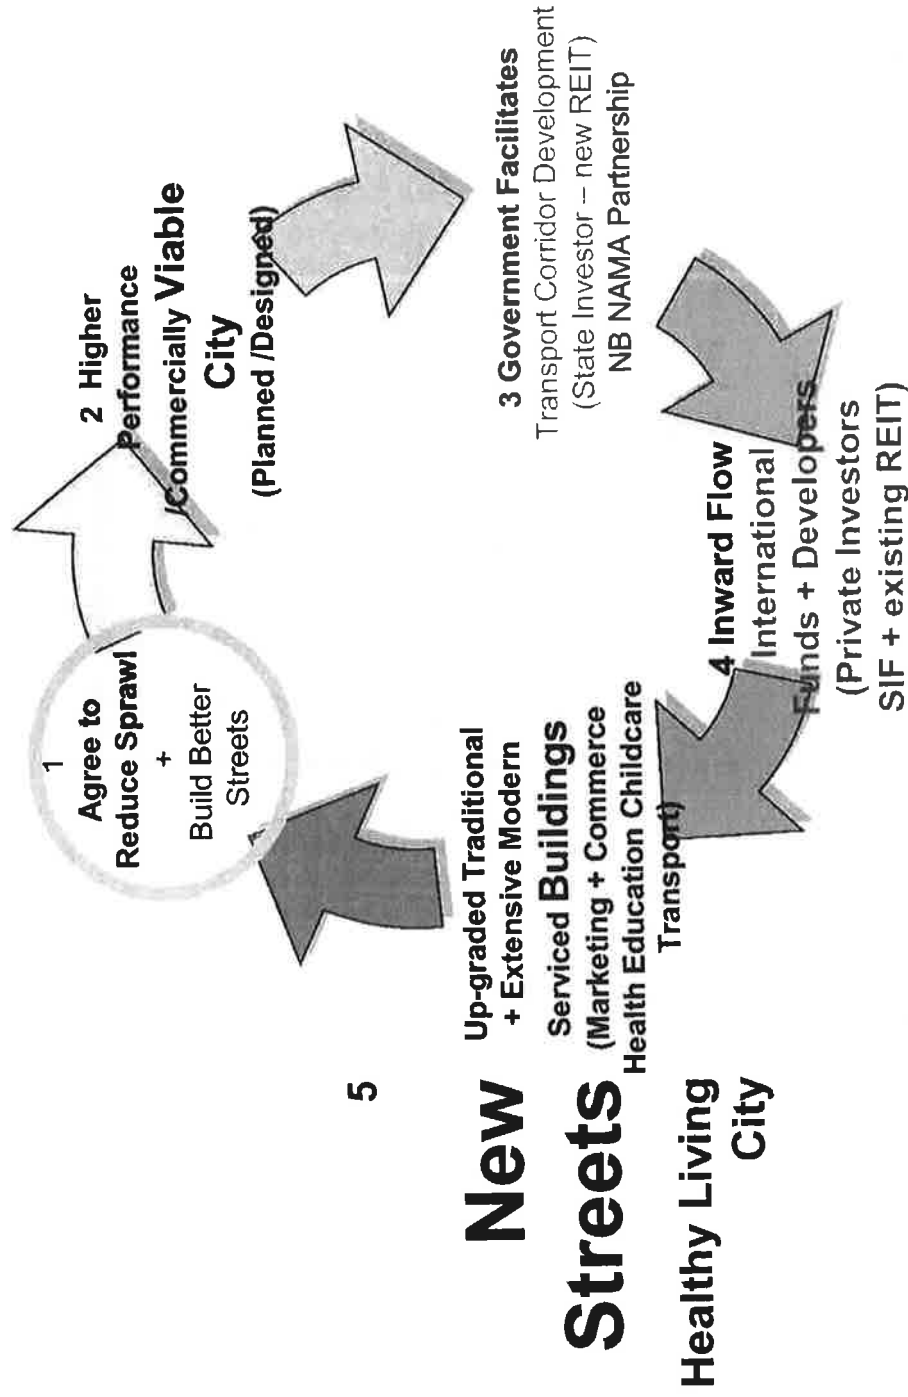 1
Agree to
Reduce Sprawl
+
Build Better
Streets
2 Higher
Performance
/Commercially Viable
City
(Planned /Designed)
3 Government Facilitates
Transport Corridor Development
(State Investor – new REIT)
NB NAMA Partnership
4 Inward Flow
International
Funds + Developers
(Private Investors
SIF + existing REIT)
5
New
Streets
Healthy Living
City
Up-graded Traditional
+ Extensive Modern
Serviced Buildings
(Marketing + Commerce
Health Education Childcare
Transport)